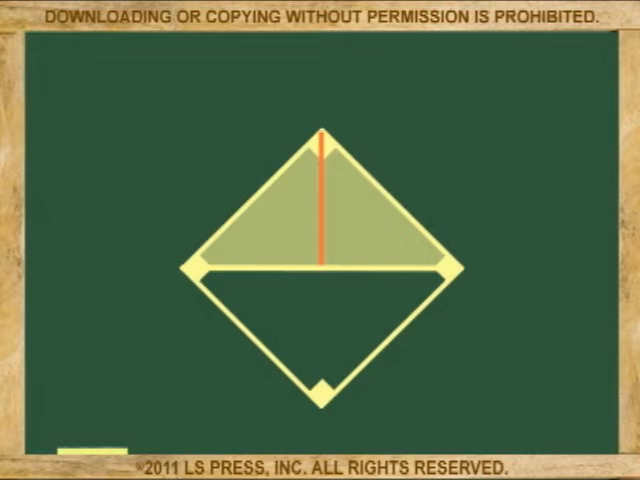 DOWNLOADING OR COPYING WITHOUT PERMISSION IS PROHIBITED.
©2011 LS PRESS, INC. ALL RIGHTS RESERVED.